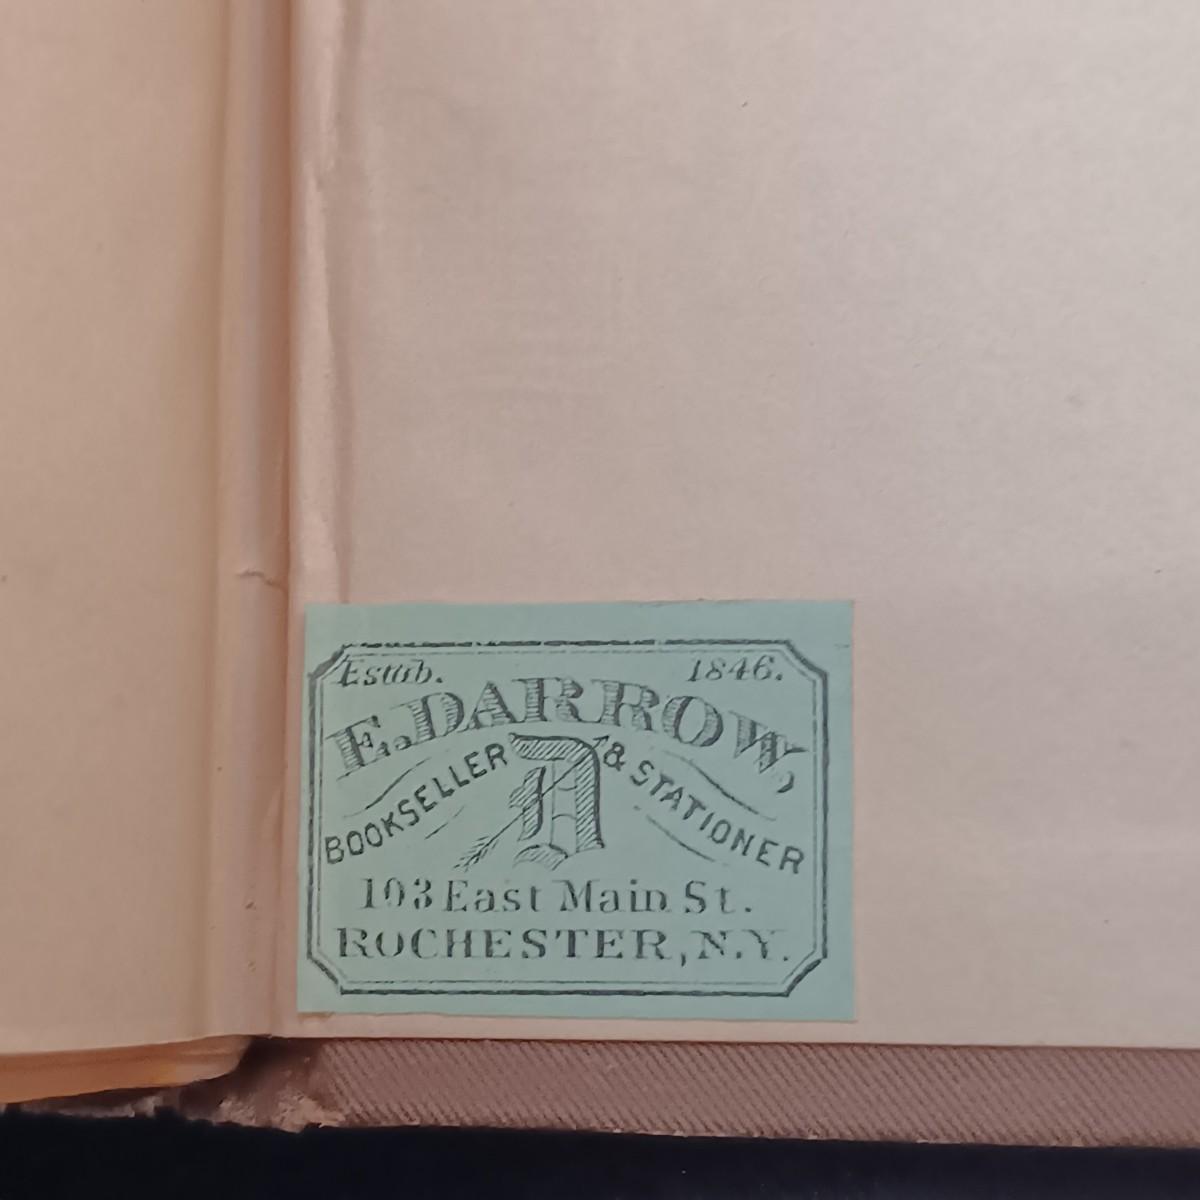 Estab. 1846.
E. DARROW,
BOOKSELLER & STATIONER
D
103 East Main St.
ROCHESTER, N.Y.